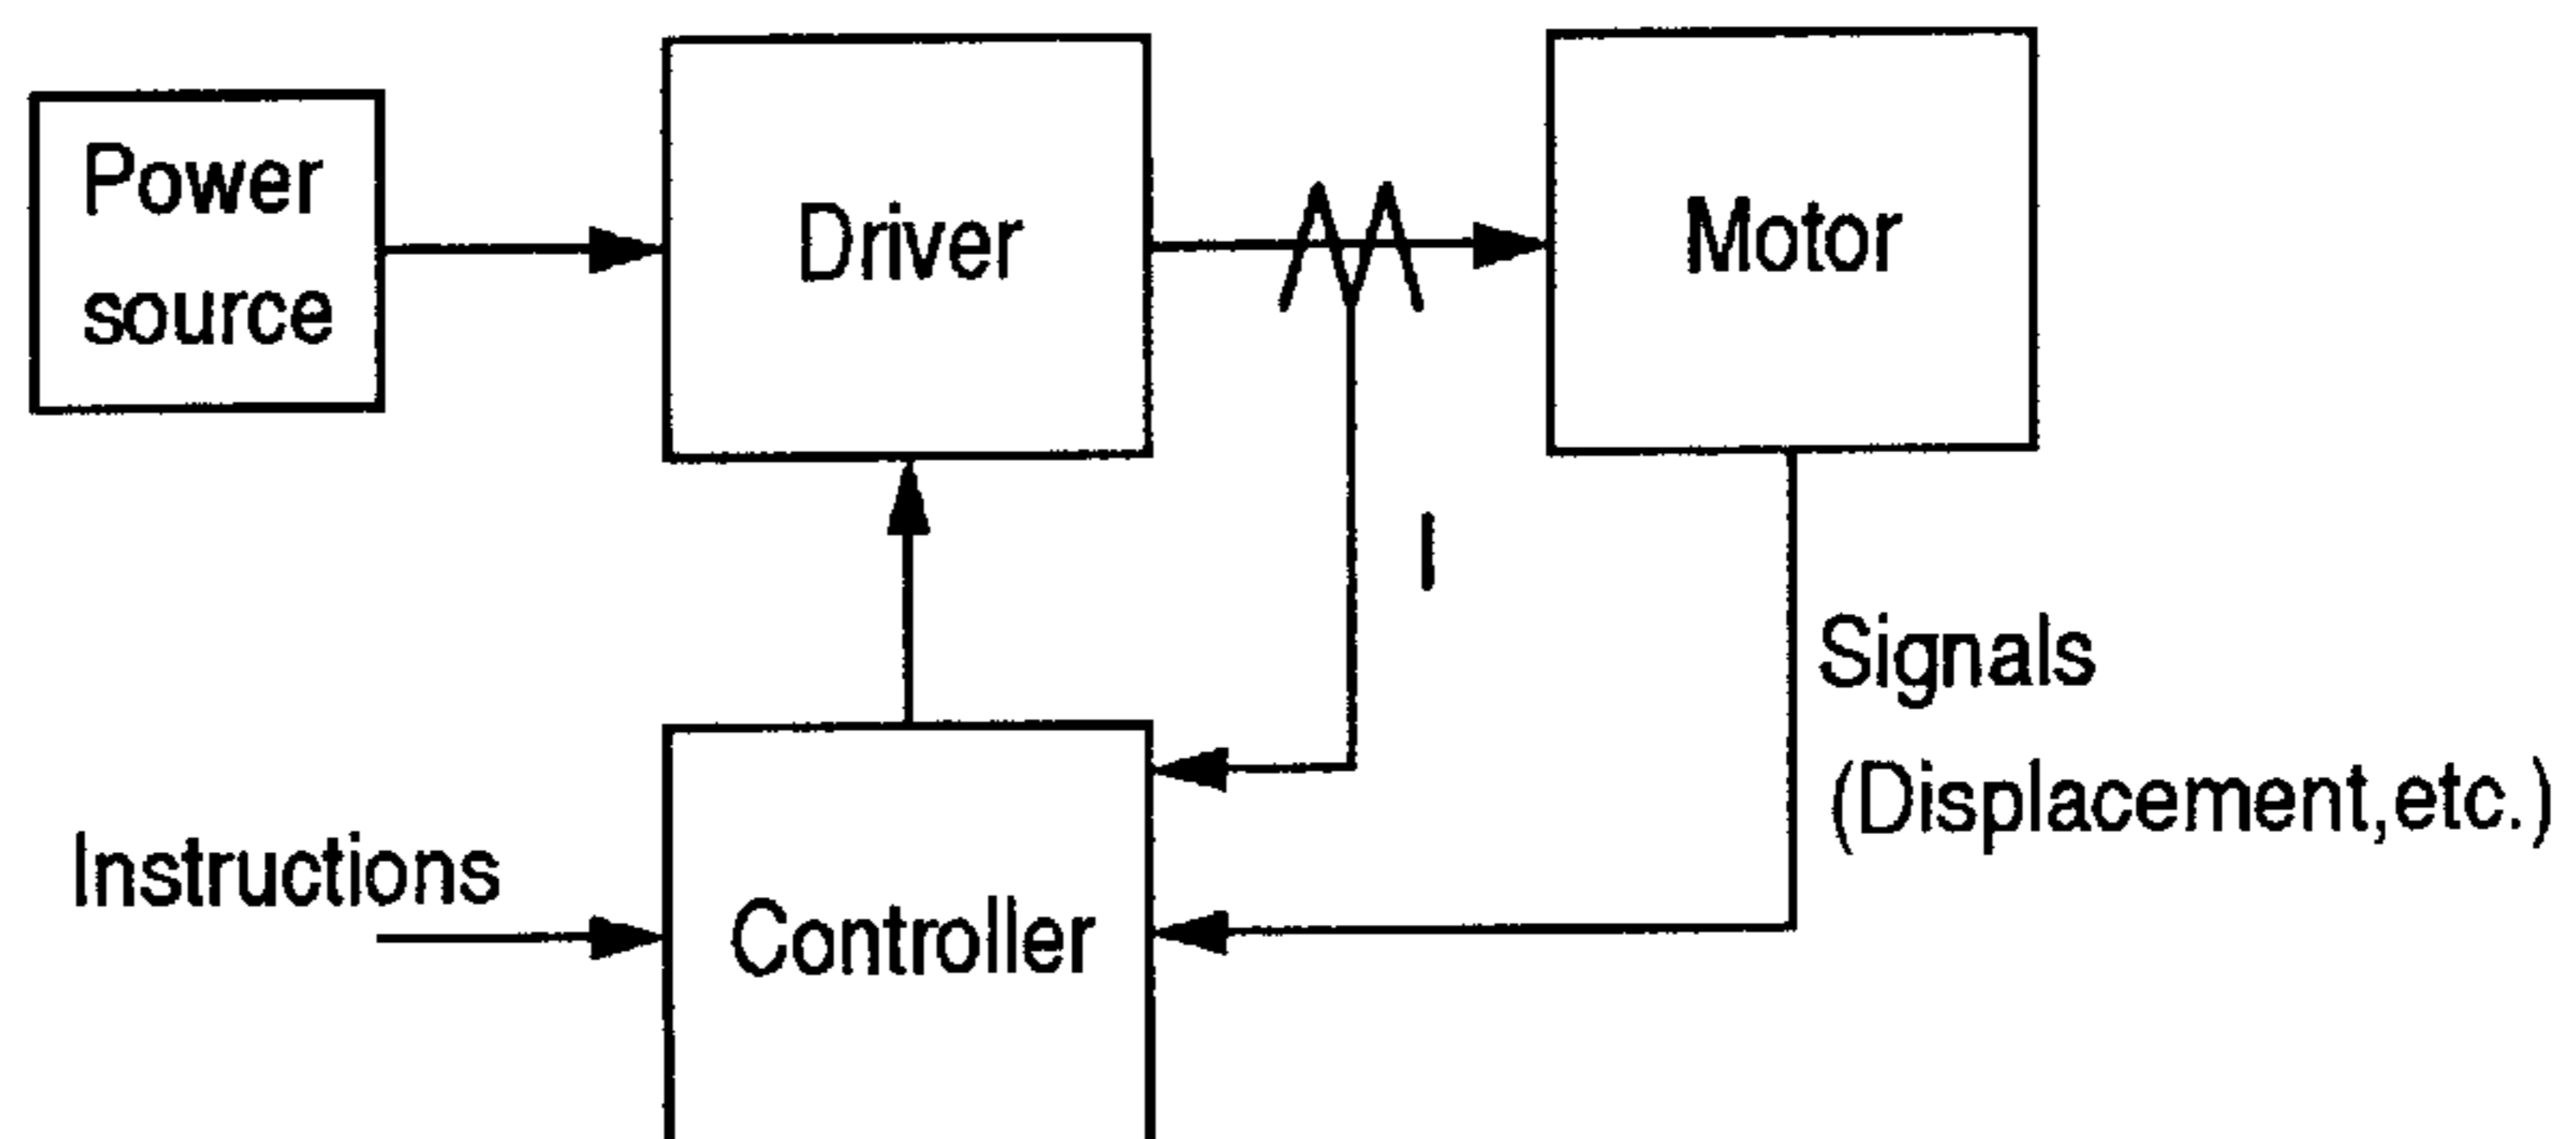 Power
source
Driver
Motor
I
Signals
(Displacement,etc.)
Instructions
Controller